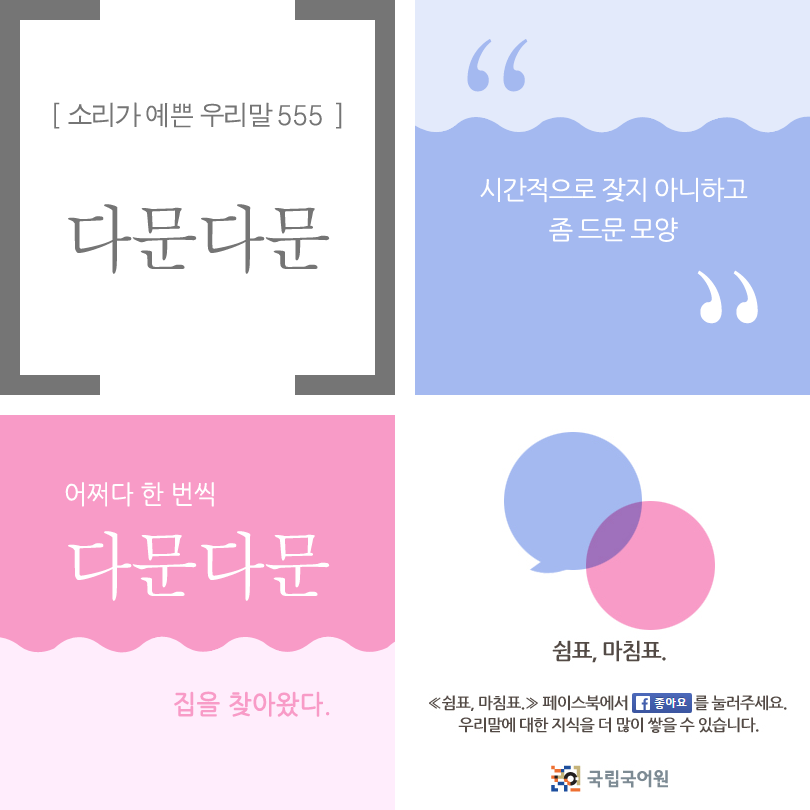 [ 소리가 예쁜 우리말 555 ]
다문다문
“
시간적으로 잦지 아니하고
좀 드문 모양
”
어쩌다 한 번씩
다문다문
집을 찾아왔다.
쉼표, 마침표.
≪쉼표, 마침표.≫ 페이스북에서 f 좋아요 를 눌러주세요.
우리말에 대한 지식을 더 많이 쌓을 수 있습니다.
국립국어원